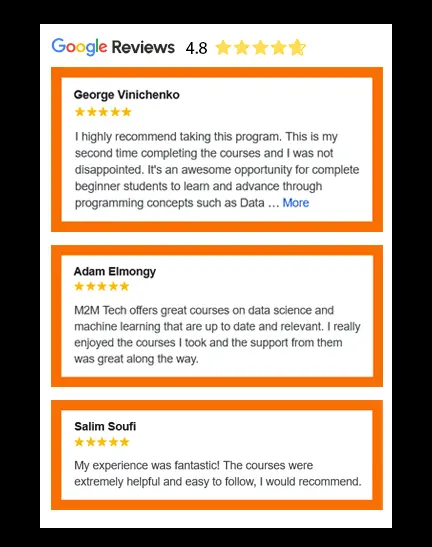 Google Reviews 4.8
George Vinichenko
I highly recommend taking this program. This is my
second time completing the courses and I was not
disappointed. It's an awesome opportunity for complete
beginner students to learn and advance through
programming concepts such as Data … More
Adam Elmongy
M2M Tech offers great courses on data science and
machine learning that are up to date and relevant. I really
enjoyed the courses I took and the support from them
was great along the way.
Salim Soufi
My experience was fantastic! The courses were
extremely helpful and easy to follow, I would recommend.